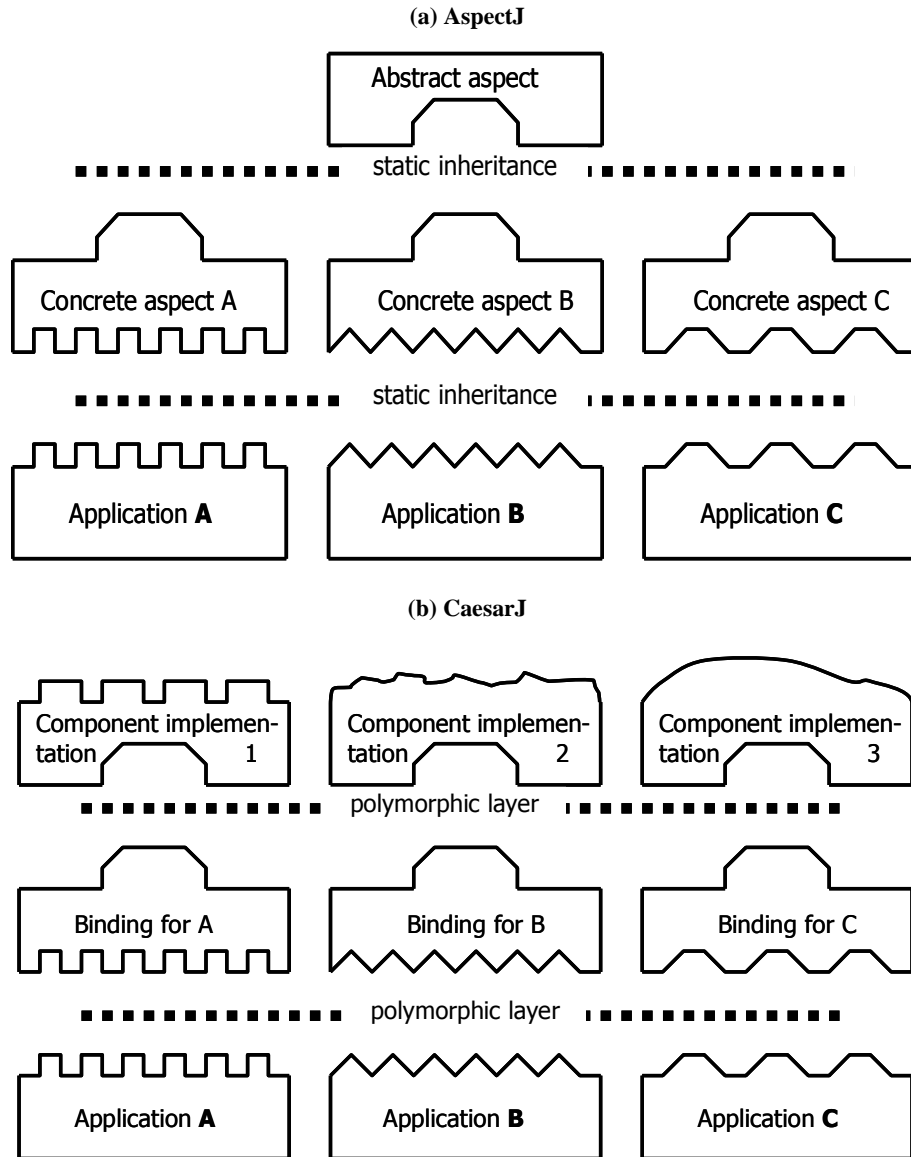 (a) AspectJ
Abstract aspect
static inheritance
Concrete aspect A
Concrete aspect B
Concrete aspect C
static inheritance
Application A
Application B
Application C
(b) CaesarJ
Component implemen-
tation 1
Component implemen-
tation 2
Component implemen-
tation 3
polymorphic layer
Binding for A
Binding for B
Binding for C
polymorphic layer
Application A
Application B
Application C